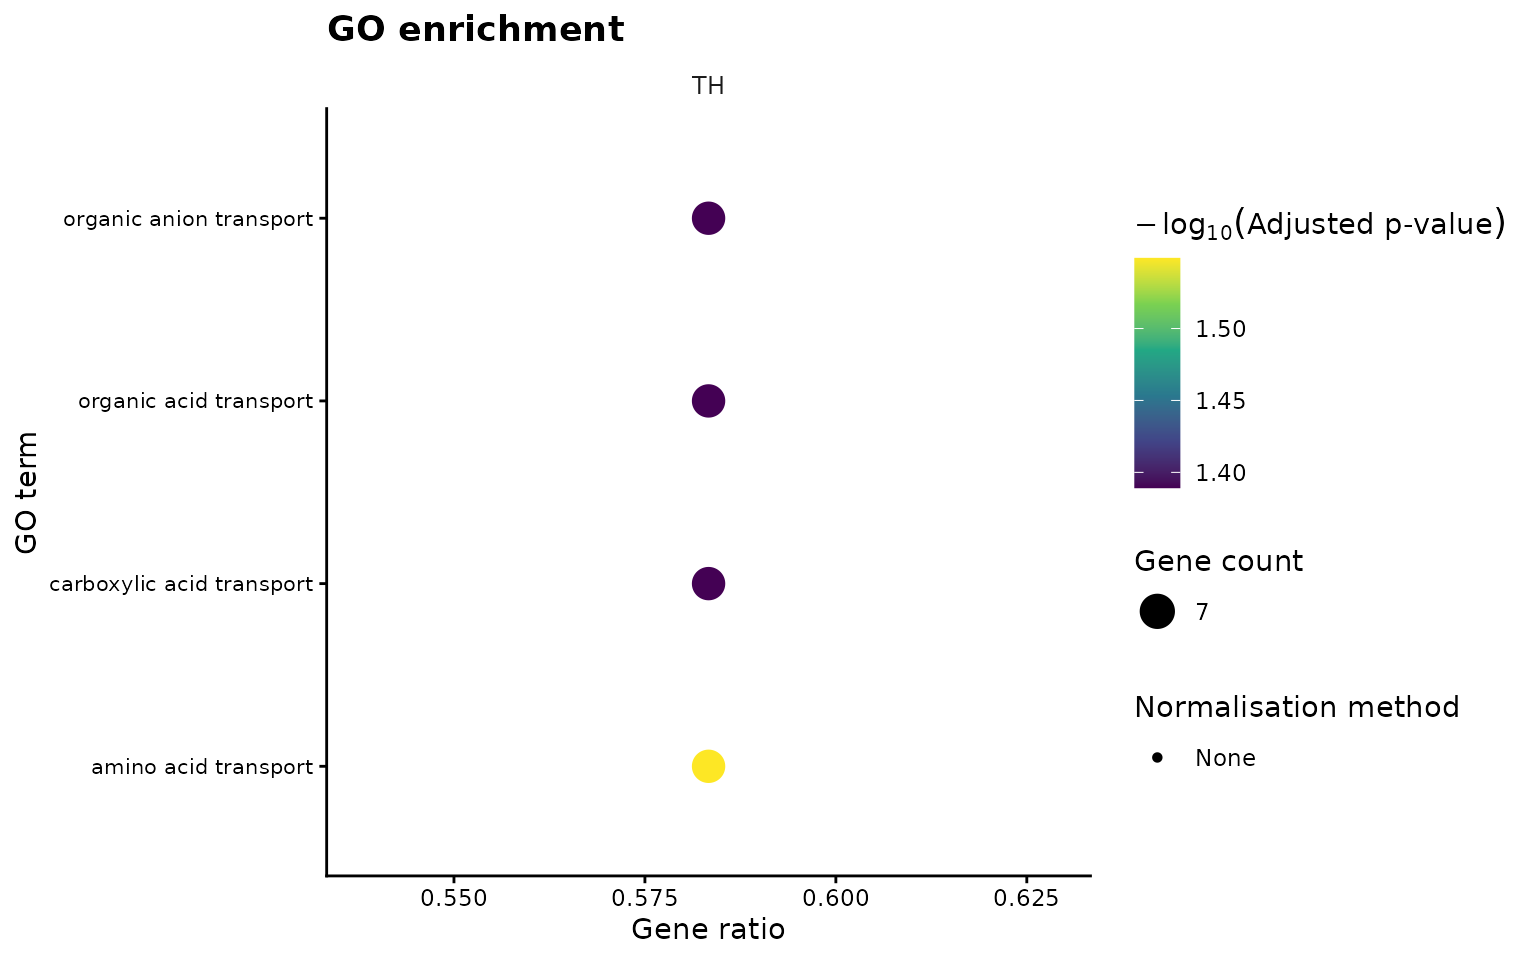 GO enrichment
TH
organic anion transport
organic acid transport
carboxylic acid transport
amino acid transport
GO term
0.550
0.575
0.600
0.625
Gene ratio
−log10(Adjusted p-value)
1.50
1.45
1.40
Gene count
7
Normalisation method
None